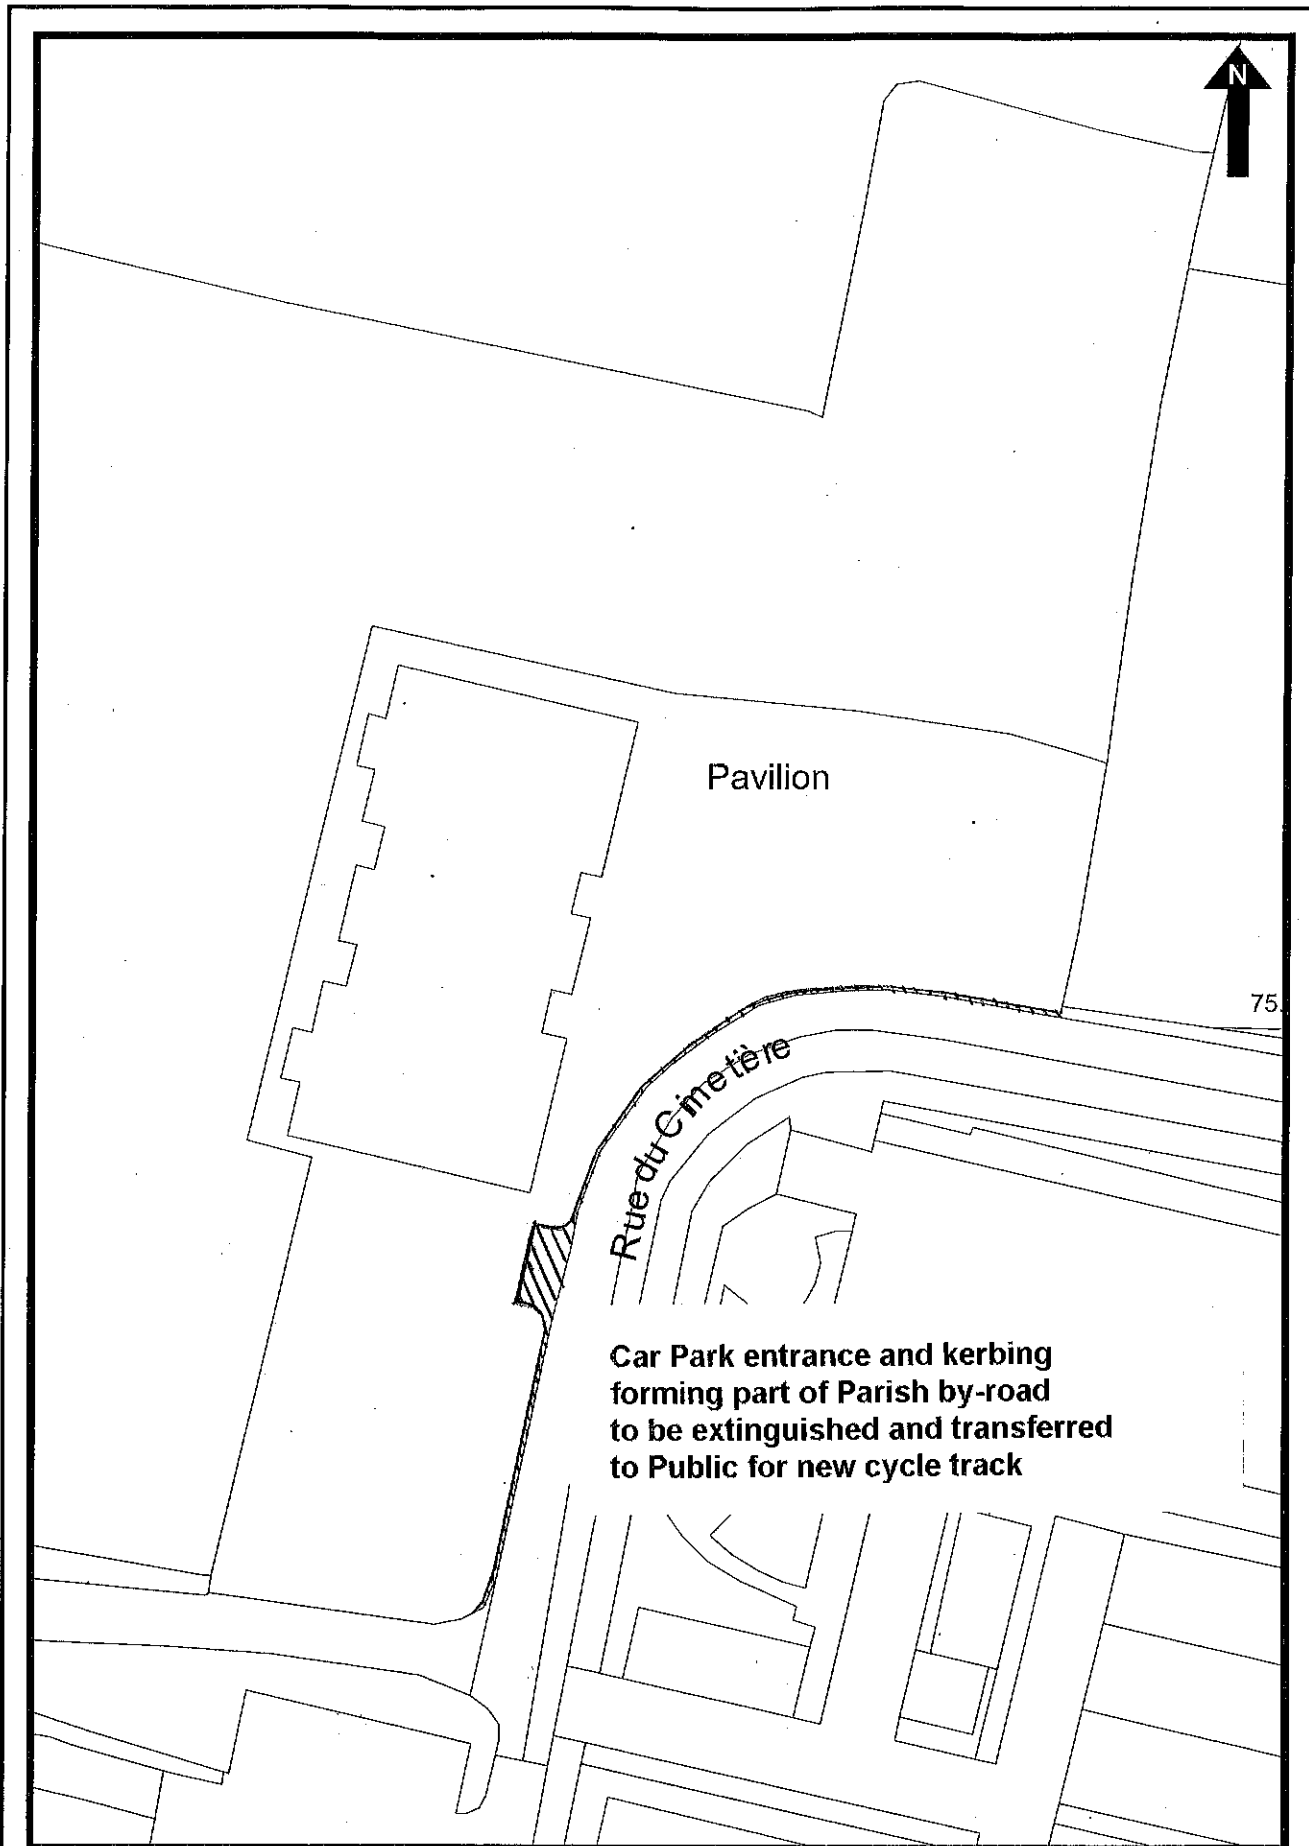 N
Pavilion
75.
Rue du Cimetière
Car Park entrance and kerbing
forming part of Parish by-road
to be extinguished and transferred
to Public for new cycle track